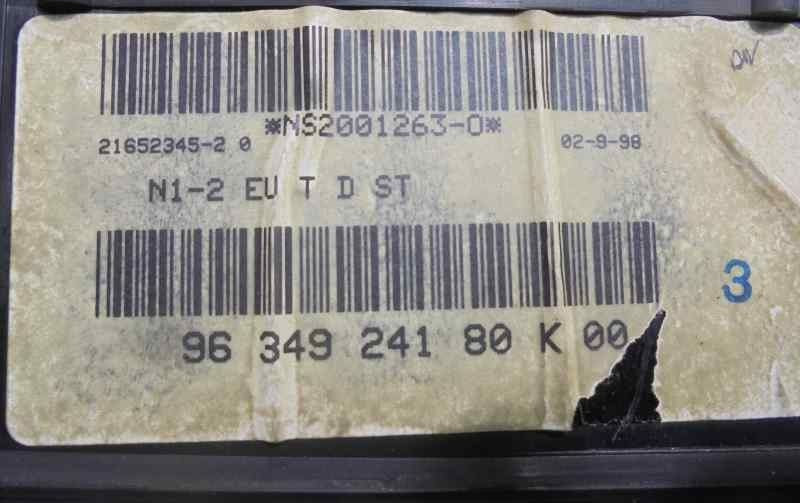 *NS2001263-0*
21652345-2 0 02-9-98
N1-2 EU T D ST
3
96 349 241 80 K 00